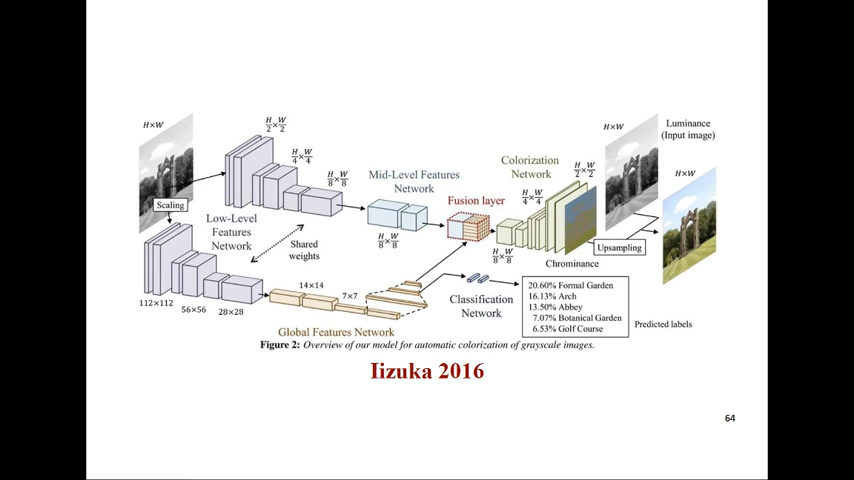 H×W
Scaling
Low-Level
Features
Network
112×112
56×56
28×28
H/2 × W/2
H/4 × W/4
H/8 × W/8
Shared
weights
Mid-Level Features
Network
H/8 × W/8
14×14
7×7
Global Features Network
Fusion layer
Classification
Network
Colorization
Network
H/8 × W/8
H/4 × W/4
H/2 × W/2
Chrominance
Upsampling
H×W
Luminance
(Input image)
H×W
20.60% Formal Garden
16.13% Arch
13.50% Abbey
7.07% Botanical Garden
6.53% Golf Course
Predicted labels
Figure 2: Overview of our model for automatic colorization of grayscale images.
Iizuka 2016
64